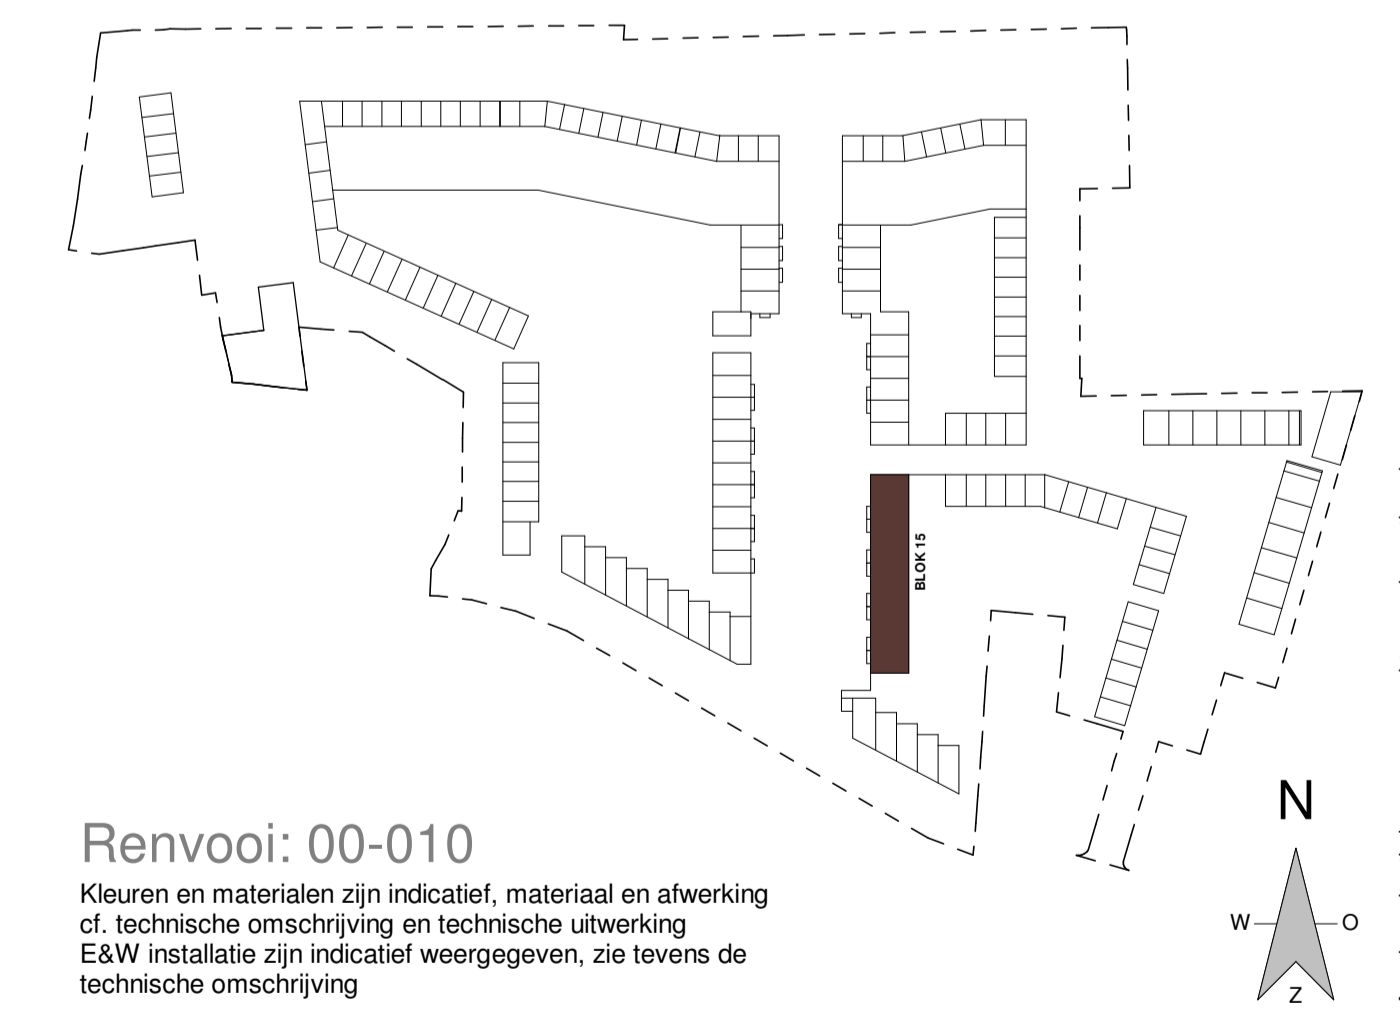 BLOK 15
Renvooi: 00-010
Kleuren en materialen zijn indicatief, materiaal en afwerking
cf. technische omschrijving en technische uitwerking
E&W installatie zijn indicatief weergegeven, zie tevens de
technische omschrijving
N
W
O
Z